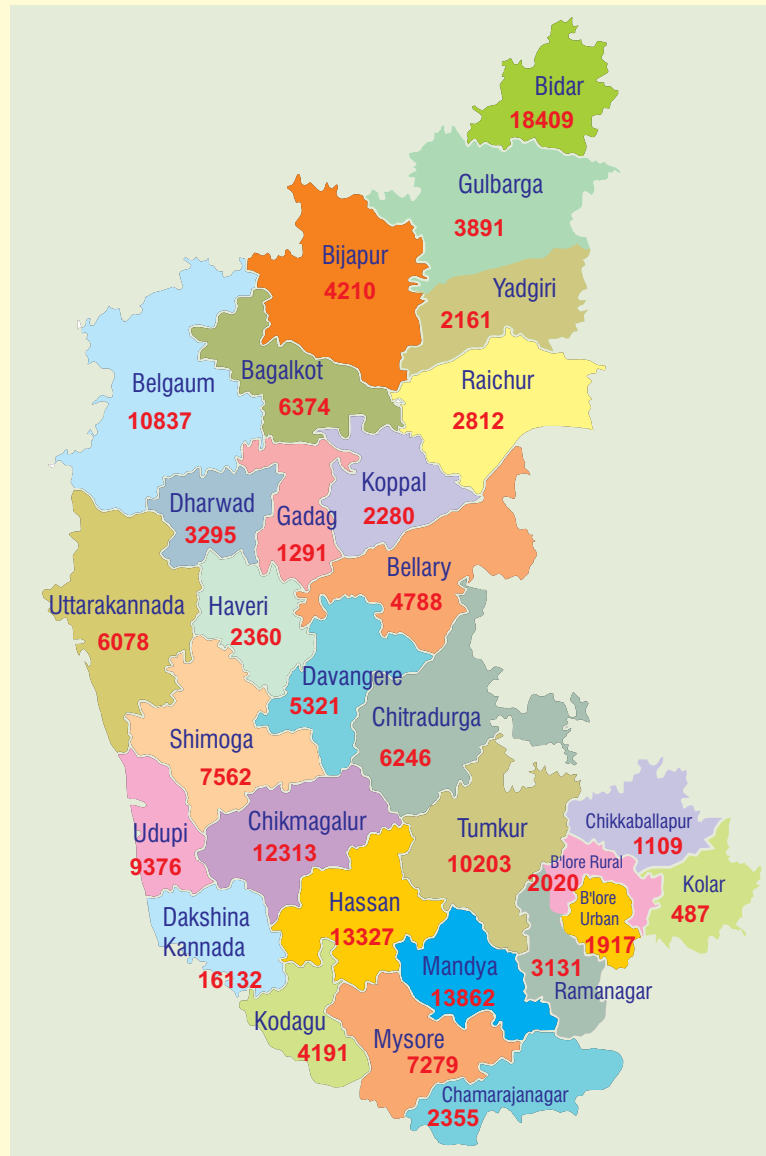 Bidar
18409
Gulbarga
3891
Bijapur
4210
Yadgiri
2161
Belgaum
10837
Bagalkot
6374
Raichur
2812
Dharwad
3295
Gadag
1291
Koppal
2280
Bellary
4788
Uttarakannada
6078
Haveri
2360
Davangere
5321
Chitradurga
6246
Shimoga
7562
Udupi
9376
Chikmagalur
12313
Tumkur
10203
Chikkaballapur
1109
B'lore Rural
2020
B'lore
Urban
1917
Kolar
487
Dakshina
Kannada
16132
Hassan
13327
Mandya
13862
3131
Ramanagar
Kodagu
4191
Mysore
7279
Chamarajanagar
2355